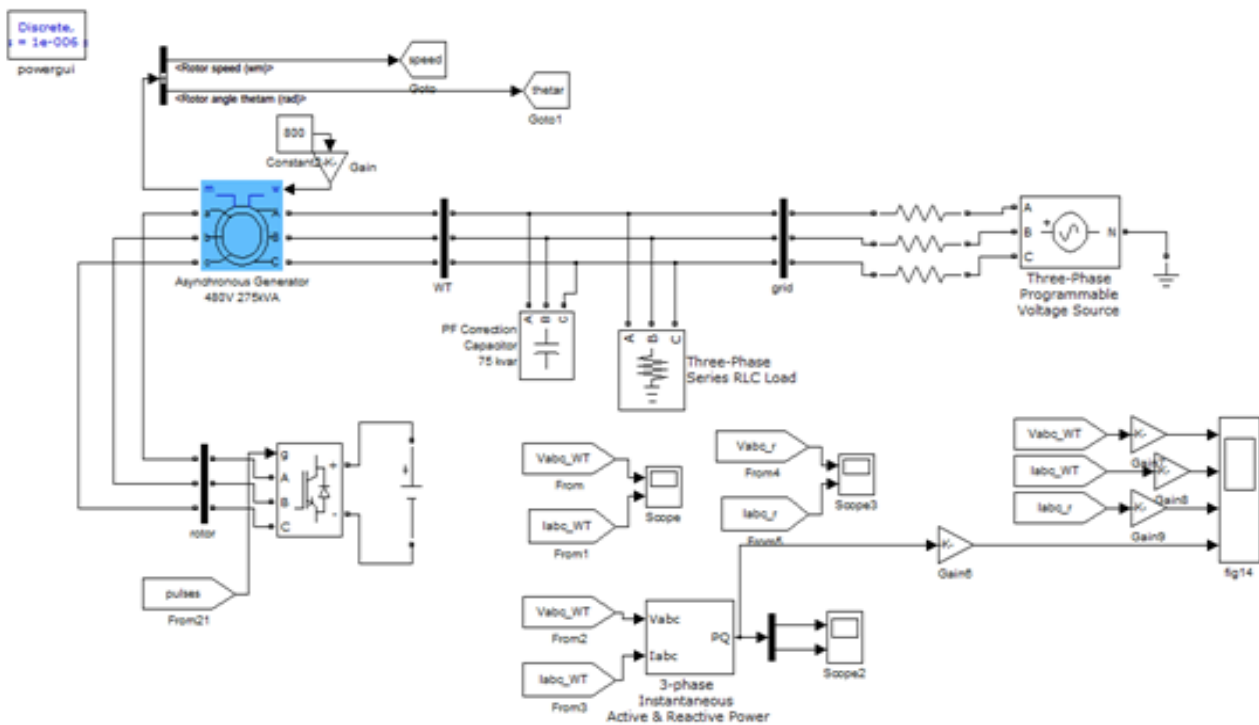 Discrete,
= 1e-006
powergui
<Rotor speed (wm)>
speed
Goto
<Rotor angle thetam (rad)>
thetar
Goto1
800
Constant2
-K-
Gain
m
w
a
A
b
B
c
C
Asynchronous Generator
480V 275kVA
WT
grid
A
B
C
N
Three-Phase
Programmable
Voltage Source
A
B
C
PF Correction
Capacitor
75 kvar
A
B
C
Three-Phase
Series RLC Load
rotor
g
A
B
C
+
-
+
pulses
From21
Vabc_WT
From
Iabc_WT
From1
Scope
Vabc_r
From4
Iabc_r
From5
Scope3
Vabc_WT
-K-
Gain7
Iabc_WT
-K-
Gain8
Iabc_r
-K-
Gain9
-K-
Gain6
fig14
Vabc_WT
From2
Iabc_WT
From3
Vabc
Iabc
PQ
3-phase
Instantaneous
Active & Reactive Power
Scope2